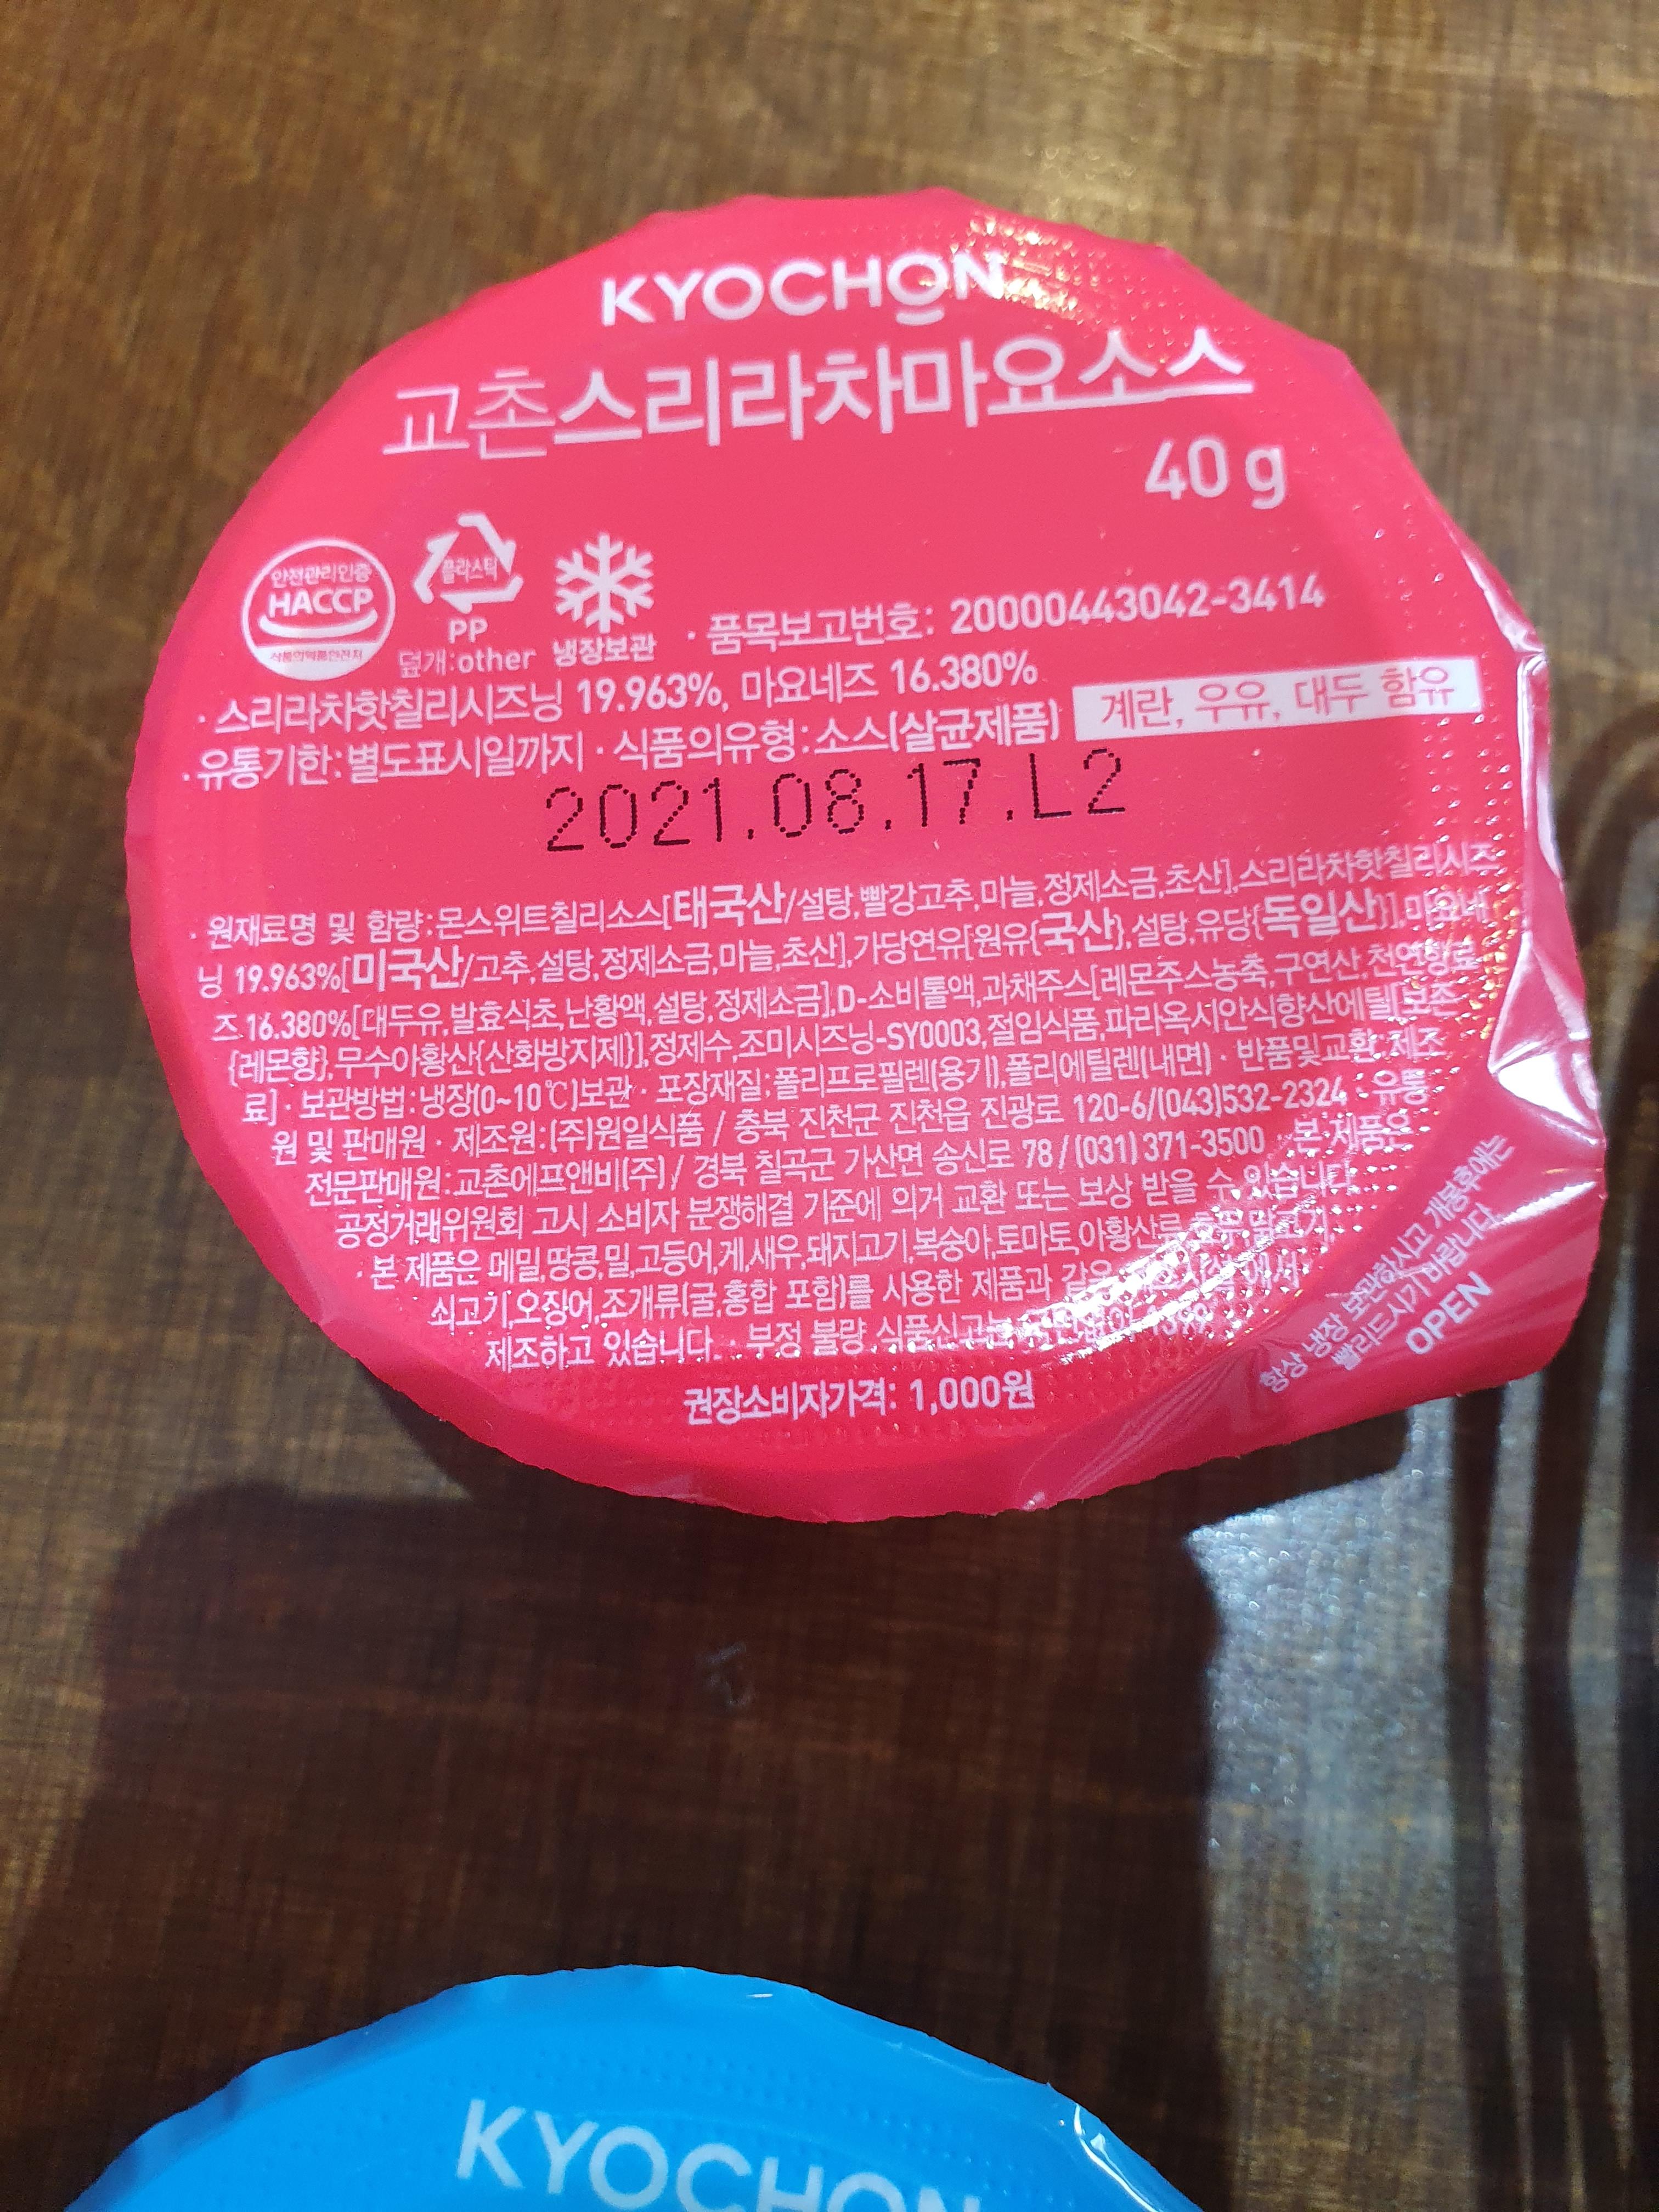 KYOCHON
교촌스리라차마요소스
40 g
안전관리인증
HACCP
식품의약품안전처
플라스틱
PP
덮개:other
냉장보관
· 품목보고번호: 20000443042-3414
· 스리라차핫칠리시즈닝 19.963%, 마요네즈 16.380%
· 유통기한:별도표시일까지 · 식품의유형:소스(살균제품)
계란, 우유, 대두 함유
2021.08.17.L2
· 원재료명 및 함량:몬스위트칠리소스[태국산/설탕,빨강고추,마늘,정제소금,초산],스리라차핫칠리시즈
닝 19.963%[미국산/고추,설탕,정제소금,마늘,초산],가당연유[원유{국산},설탕,유당{독일산}],마요네
즈 16.380%[대두유,발효식초,난황액,설탕,정제소금],D-소비톨액,과채주스[레몬주스농축,구연산,천연향료
{레몬향},무수아황산{산화방지제}],정제수,조미시즈닝-SY0003,절임식품,파라옥시안식향산에틸[보존
료] · 보관방법:냉장(0~10℃)보관 · 포장재질:폴리프로필렌(용기),폴리에틸렌(내면) · 반품및교환:제조
원 및 판매원 · 제조원:(주)원일식품 / 충북 진천군 진천읍 진광로 120-6/(043)532-2324 · 유통
전문판매원:교촌에프앤비(주) / 경북 칠곡군 가산면 송신로 78 / (031) 371-3500 · 본 제품은
공정거래위원회 고시 소비자 분쟁해결 기준에 의거 교환 또는 보상 받을 수 있습니다.
· 본 제품은 메밀,땅콩,밀,고등어,게,새우,돼지고기,복숭아,토마토,아황산류,호두,닭고기,
쇠고기,오징어,조개류(굴,홍합 포함)를 사용한 제품과 같은
제조하고 있습니다. · 부정 불량 식품신고는 1399
권장소비자가격: 1,000원
항상 냉장 보관하시고 개봉후에는
빨리드시기 바랍니다
OPEN
KYOCHON